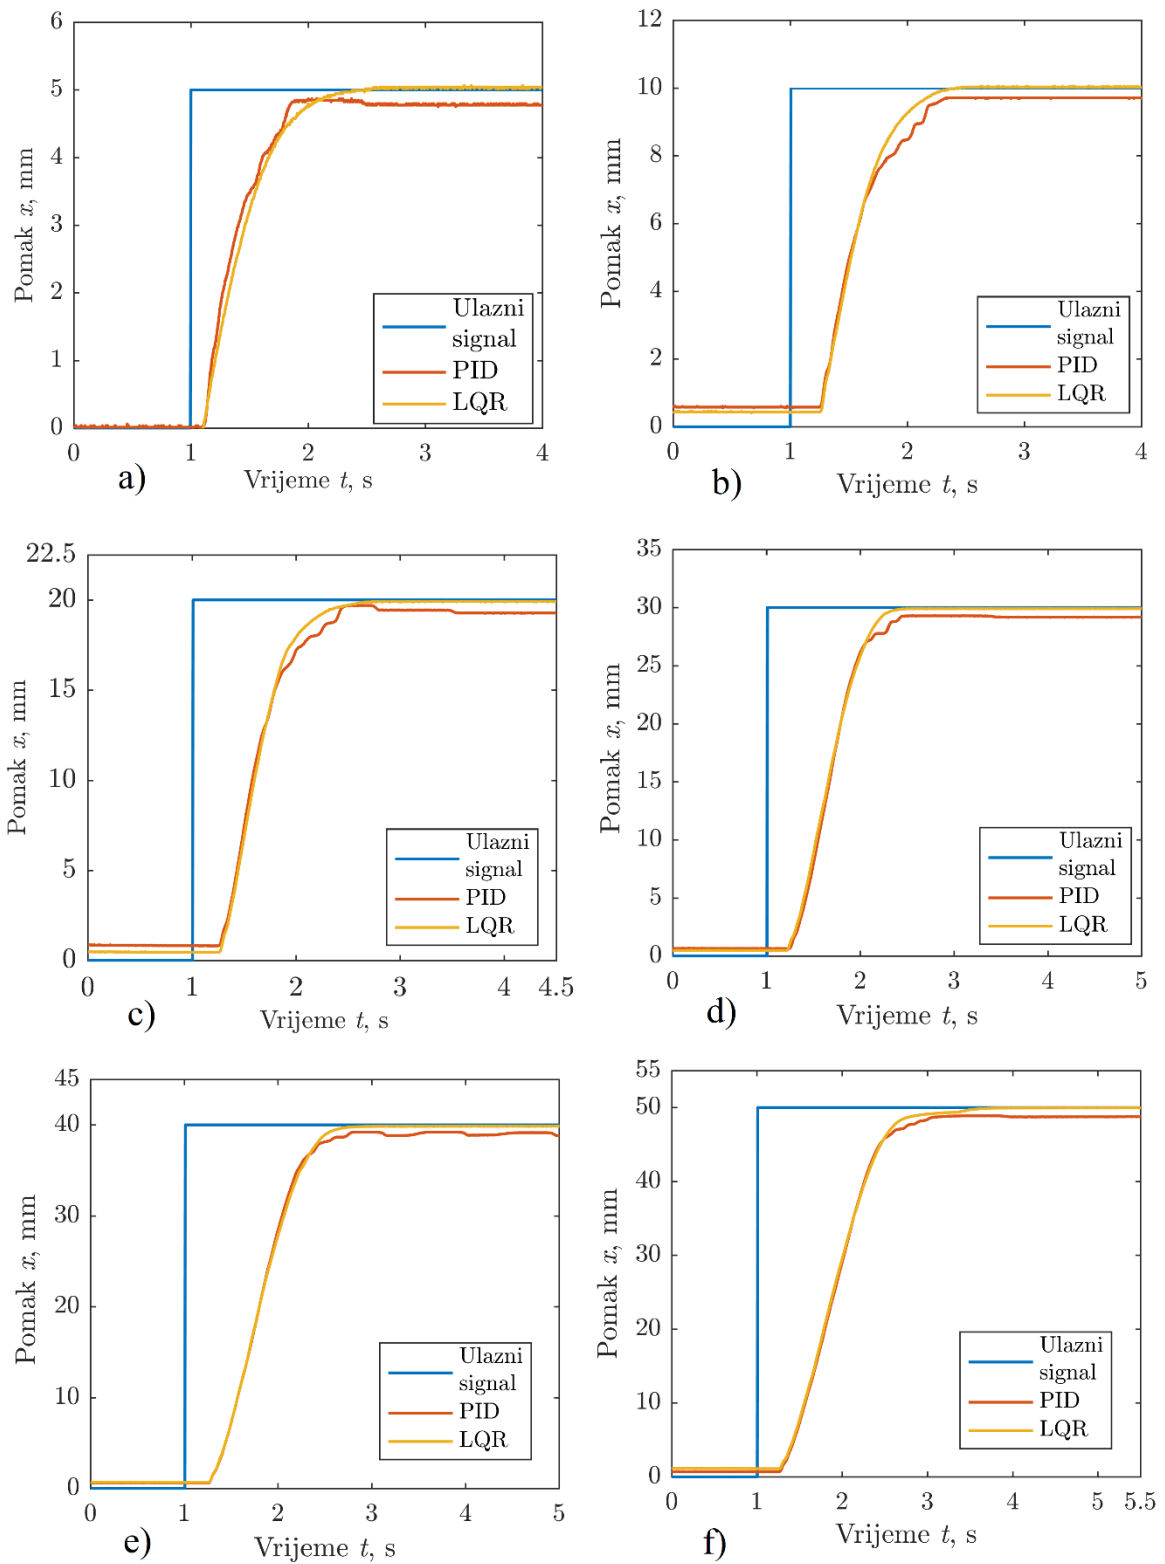 6
5
4
3
2
1
0
0 1 2 3 4
Pomak x, mm
Vrijeme t, s
Ulazni
signal
PID
LQR
a)
12
10
8
6
4
2
0
0 1 2 3 4
Pomak x, mm
Vrijeme t, s
Ulazni
signal
PID
LQR
b)
22.5
20
15
10
5
0
0 1 2 3 4 4.5
Pomak x, mm
Vrijeme t, s
Ulazni
signal
PID
LQR
c)
35
30
25
20
15
10
5
0
0 1 2 3 4 5
Pomak x, mm
Vrijeme t, s
Ulazni
signal
PID
LQR
d)
45
40
30
20
10
0
0 1 2 3 4 5
Pomak x, mm
Vrijeme t, s
Ulazni
signal
PID
LQR
e)
55
50
40
30
20
10
0
0 1 2 3 4 5 5.5
Pomak x, mm
Vrijeme t, s
Ulazni
signal
PID
LQR
f)